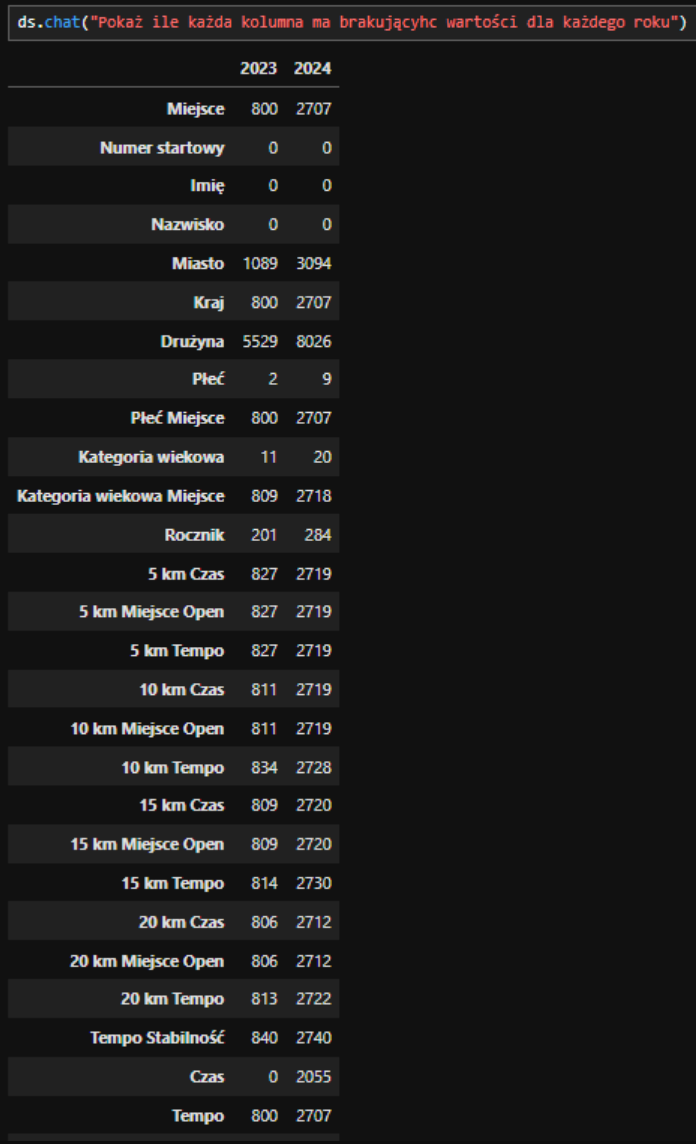 ds.chat("Pokaż ile każda kolumna ma brakującyhc wartości dla każdego roku")
2023 2024
Miejsce 800 2707
Numer startowy 0 0
Imię 0 0
Nazwisko 0 0
Miasto 1089 3094
Kraj 800 2707
Drużyna 5529 8026
Płeć 2 9
Płeć Miejsce 800 2707
Kategoria wiekowa 11 20
Kategoria wiekowa Miejsce 809 2718
Rocznik 201 284
5 km Czas 827 2719
5 km Miejsce Open 827 2719
5 km Tempo 827 2719
10 km Czas 811 2719
10 km Miejsce Open 811 2719
10 km Tempo 834 2728
15 km Czas 809 2720
15 km Miejsce Open 809 2720
15 km Tempo 814 2730
20 km Czas 806 2712
20 km Miejsce Open 806 2712
20 km Tempo 813 2722
Tempo Stabilność 840 2740
Czas 0 2055
Tempo 800 2707